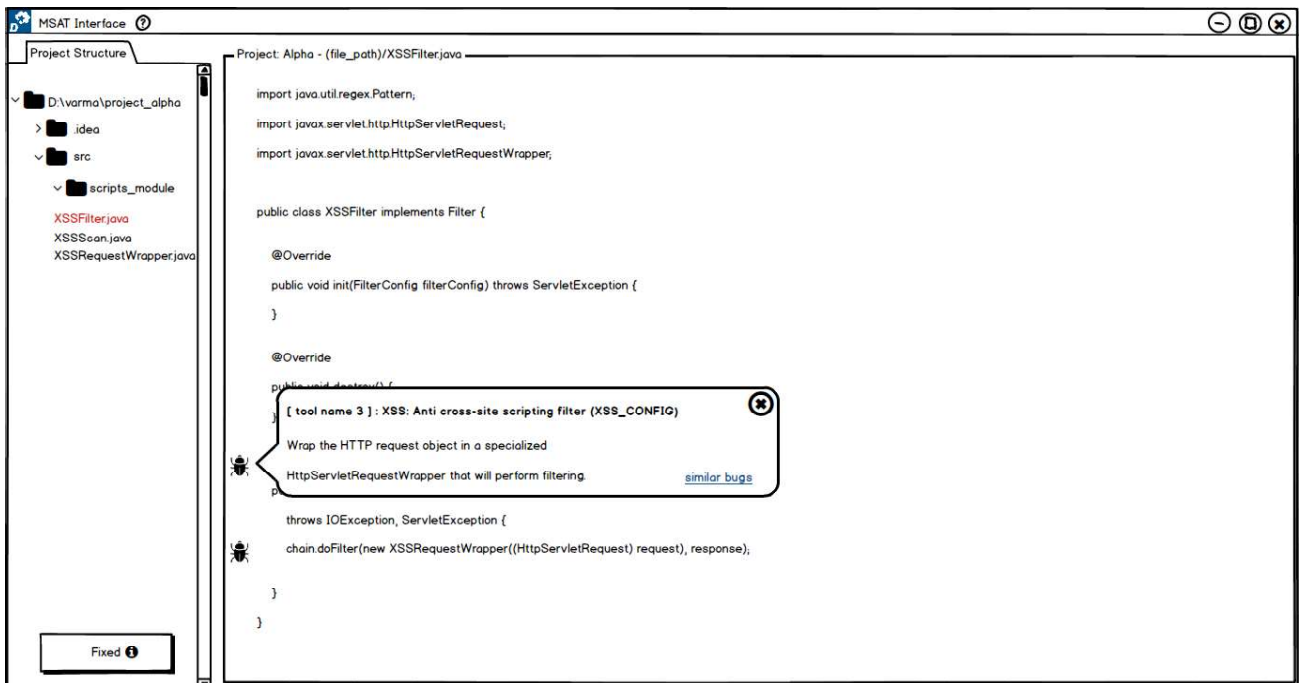 MSAT Interface
Project Structure
D:\varma\project_alpha
.idea
src
scripts_module
XSSFilter.java
XSSScan.java
XSSRequestWrapper.java
Fixed
Project: Alpha - (file_path)/XSSFilter.java
import java.util.regex.Pattern;
import javax.servlet.http.HttpServletRequest;
import javax.servlet.http.HttpServletRequestWrapper;
public class XSSFilter implements Filter {
@Override
public void init(FilterConfig filterConfig) throws ServletException {
}
@Override
public void destroy() {
}
[ tool name 3 ] : XSS: Anti cross-site scripting filter (XSS_CONFIG)
Wrap the HTTP request object in a specialized
HttpServletRequestWrapper that will perform filtering.
similar bugs
throws IOException, ServletException {
chain.doFilter(new XSSRequestWrapper((HttpServletRequest) request), response);
}
}